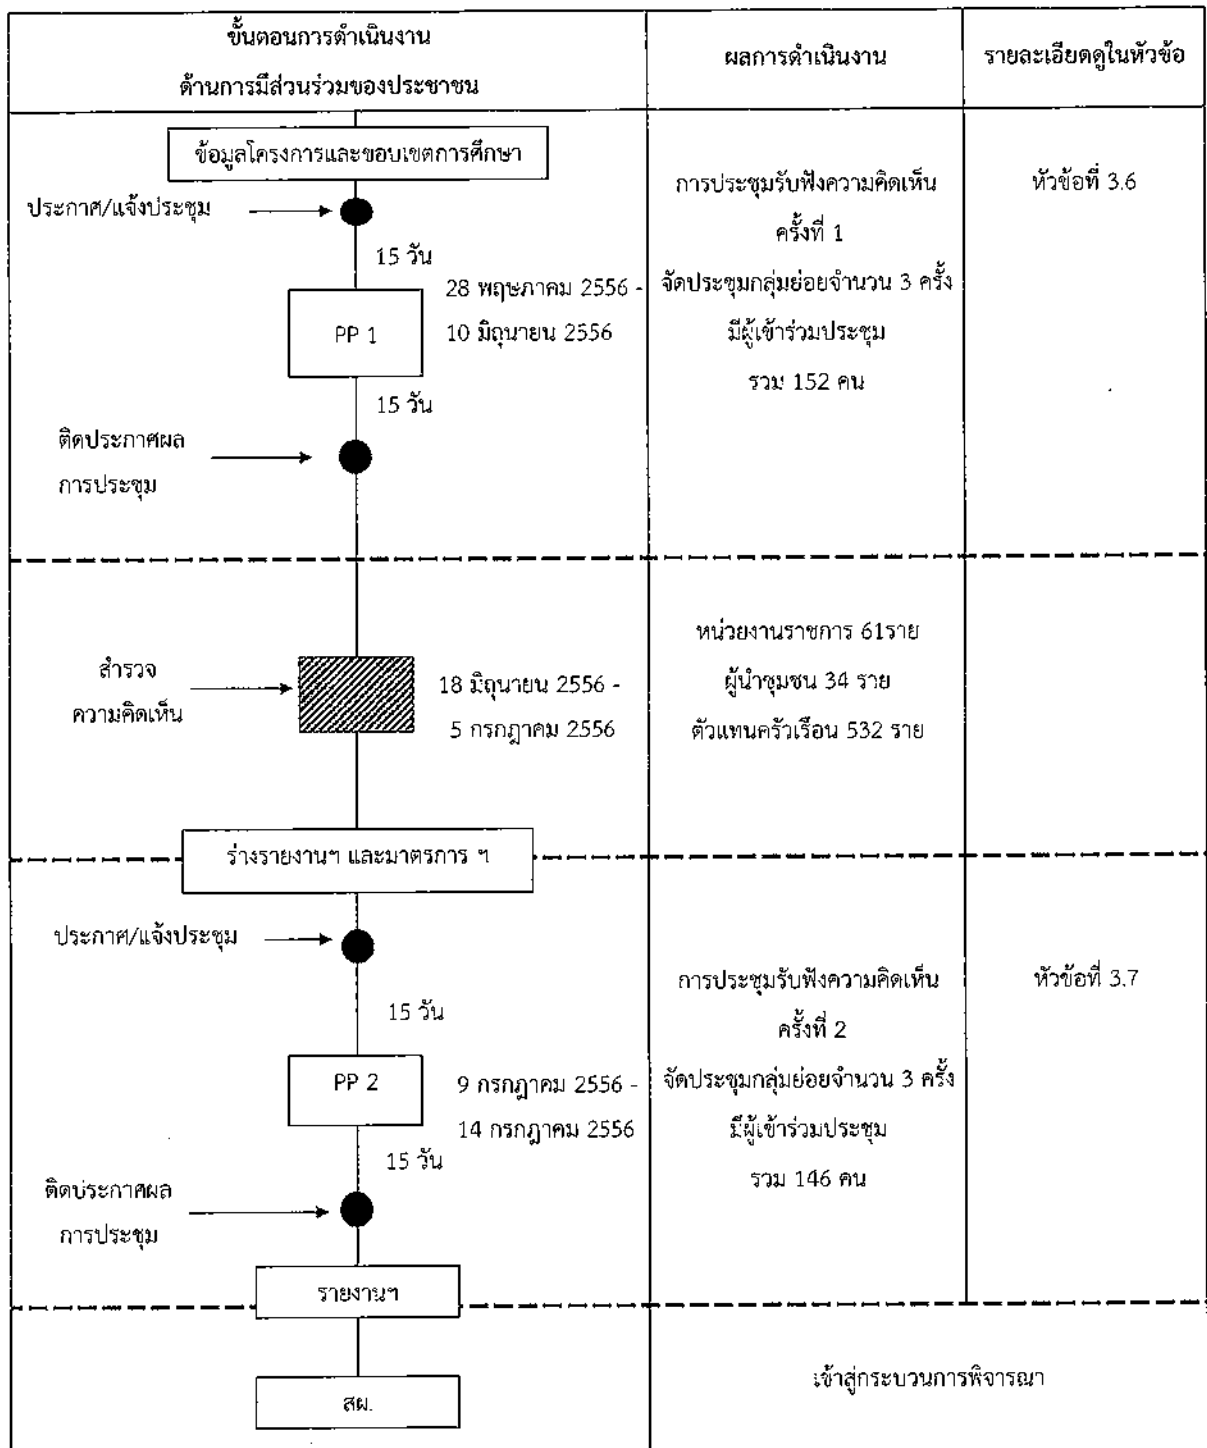 ขั้นตอนการดำเนินงาน
ด้านการมีส่วนร่วมของประชาชน
ผลการดำเนินงาน
รายละเอียดดูในหัวข้อ
ข้อมูลโครงการและขอบเขตการศึกษา
ประกาศ/แจ้งประชุม
15 วัน
28 พฤษภาคม 2556 -
10 มิถุนายน 2556
PP 1
15 วัน
ติดประกาศผล
การประชุม
การประชุมรับฟังความคิดเห็น
ครั้งที่ 1
จัดประชุมกลุ่มย่อยจำนวน 3 ครั้ง
มีผู้เข้าร่วมประชุม
รวม 152 คน
หัวข้อที่ 3.6
สำรวจ
ความคิดเห็น
18 มิถุนายน 2556 -
5 กรกฎาคม 2556
หน่วยงานราชการ 61ราย
ผู้นำชุมชน 34 ราย
ตัวแทนครัวเรือน 532 ราย
ร่างรายงานฯ และมาตรการ ฯ
ประกาศ/แจ้งประชุม
15 วัน
PP 2
9 กรกฎาคม 2556 -
14 กรกฎาคม 2556
15 วัน
ติดประกาศผล
การประชุม
การประชุมรับฟังความคิดเห็น
ครั้งที่ 2
จัดประชุมกลุ่มย่อยจำนวน 3 ครั้ง
มีผู้เข้าร่วมประชุม
รวม 146 คน
หัวข้อที่ 3.7
รายงานฯ
สผ.
เข้าสู่กระบวนการพิจารณา